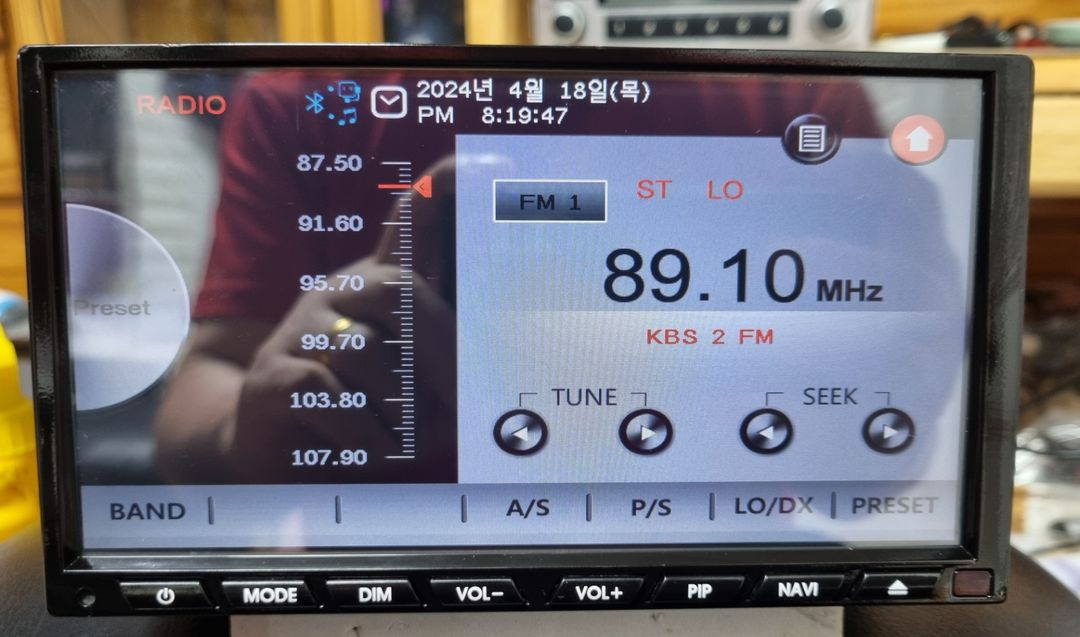 RADIO
2024년 4월 18일(목)
PM 8:19:47
87.50
91.60
95.70
99.70
103.80
107.90
Preset
FM 1
ST LO
89.10 MHz
KBS 2 FM
TUNE
SEEK
BAND
A/S
P/S
LO/DX
PRESET
MODE
DIM
VOL-
VOL+
PIP
NAVI